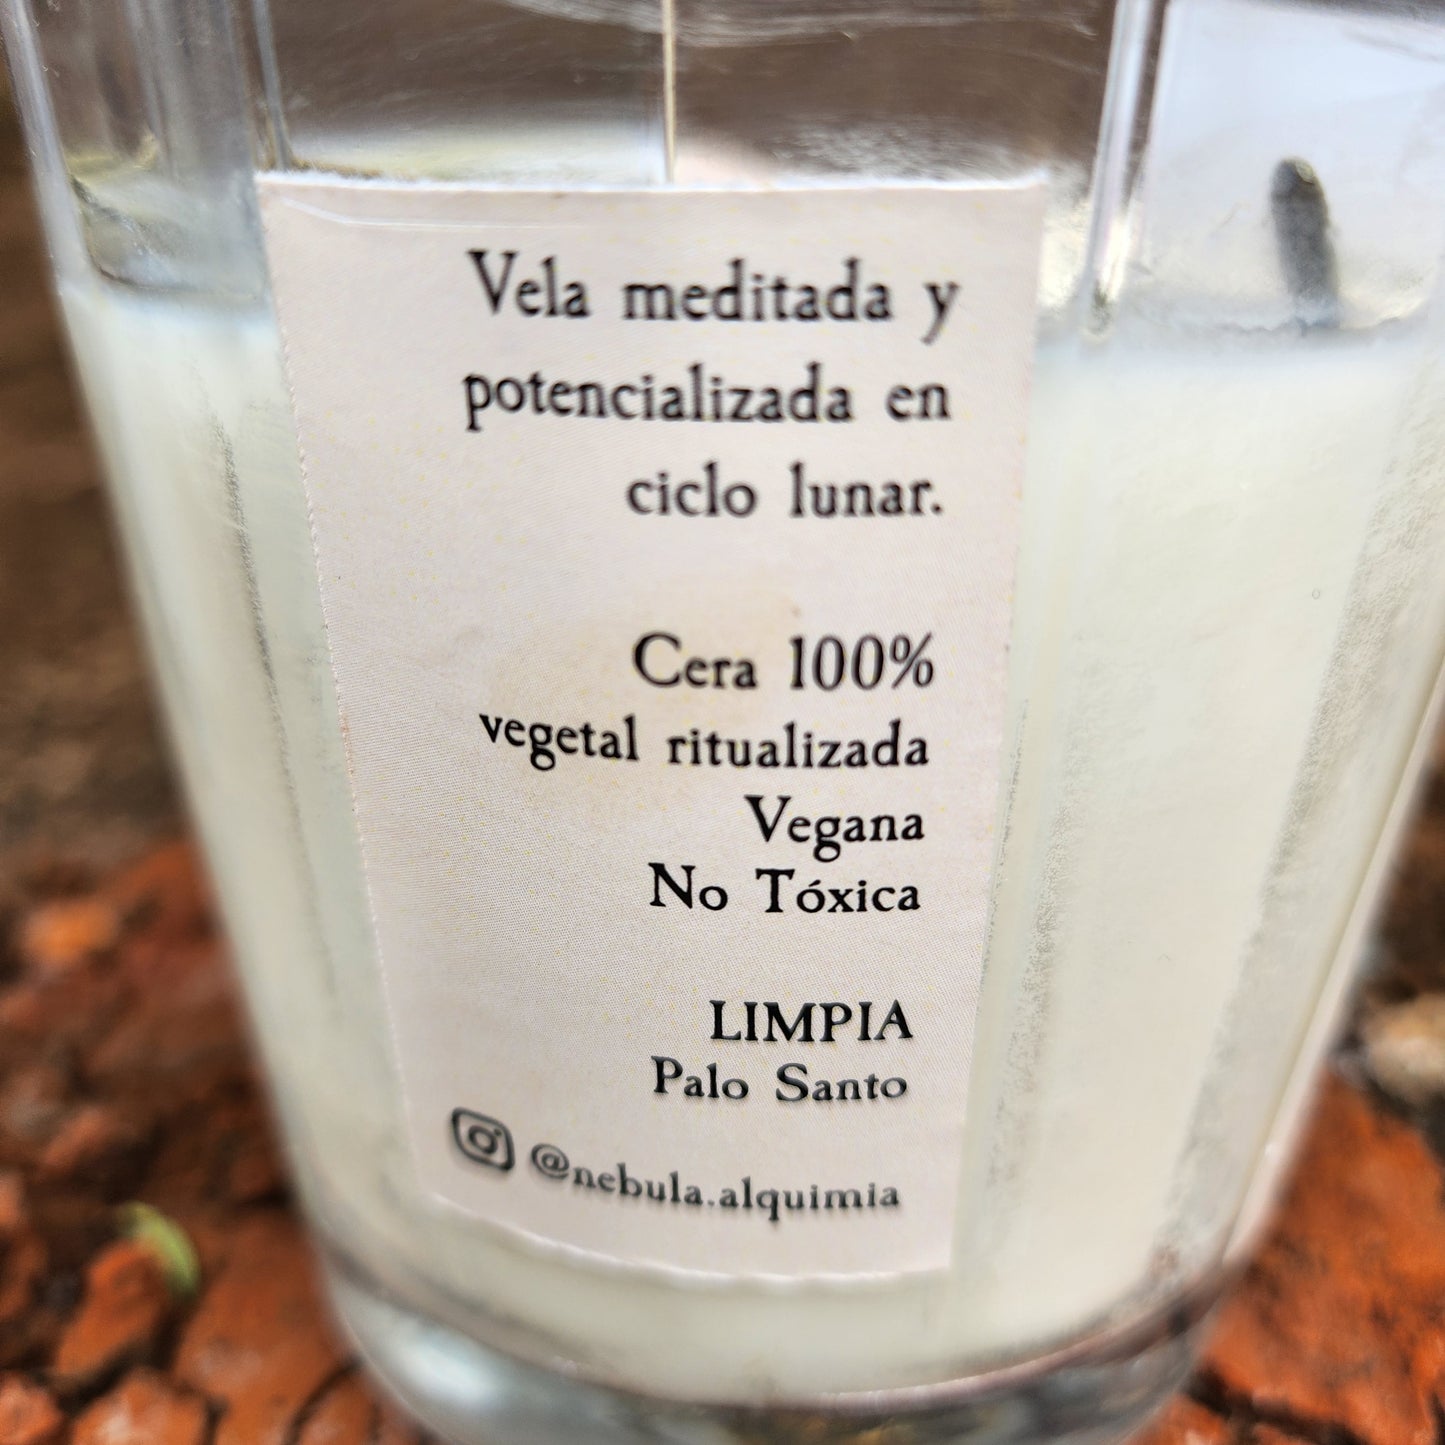 Vela meditada y
potencializada en
ciclo lunar.
Cera 100%
vegetal ritualizada
Vegana
No Tóxica
LIMPIA
Palo Santo
@nebula.alquimia